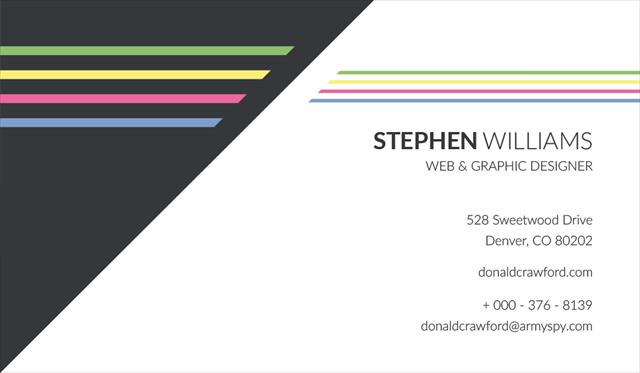 STEPHEN WILLIAMS
WEB & GRAPHIC DESIGNER
528 Sweetwood Drive
Denver, CO 80202
donaldcrawford.com
+ 000 - 376 - 8139
donaldcrawford@armyspy.com